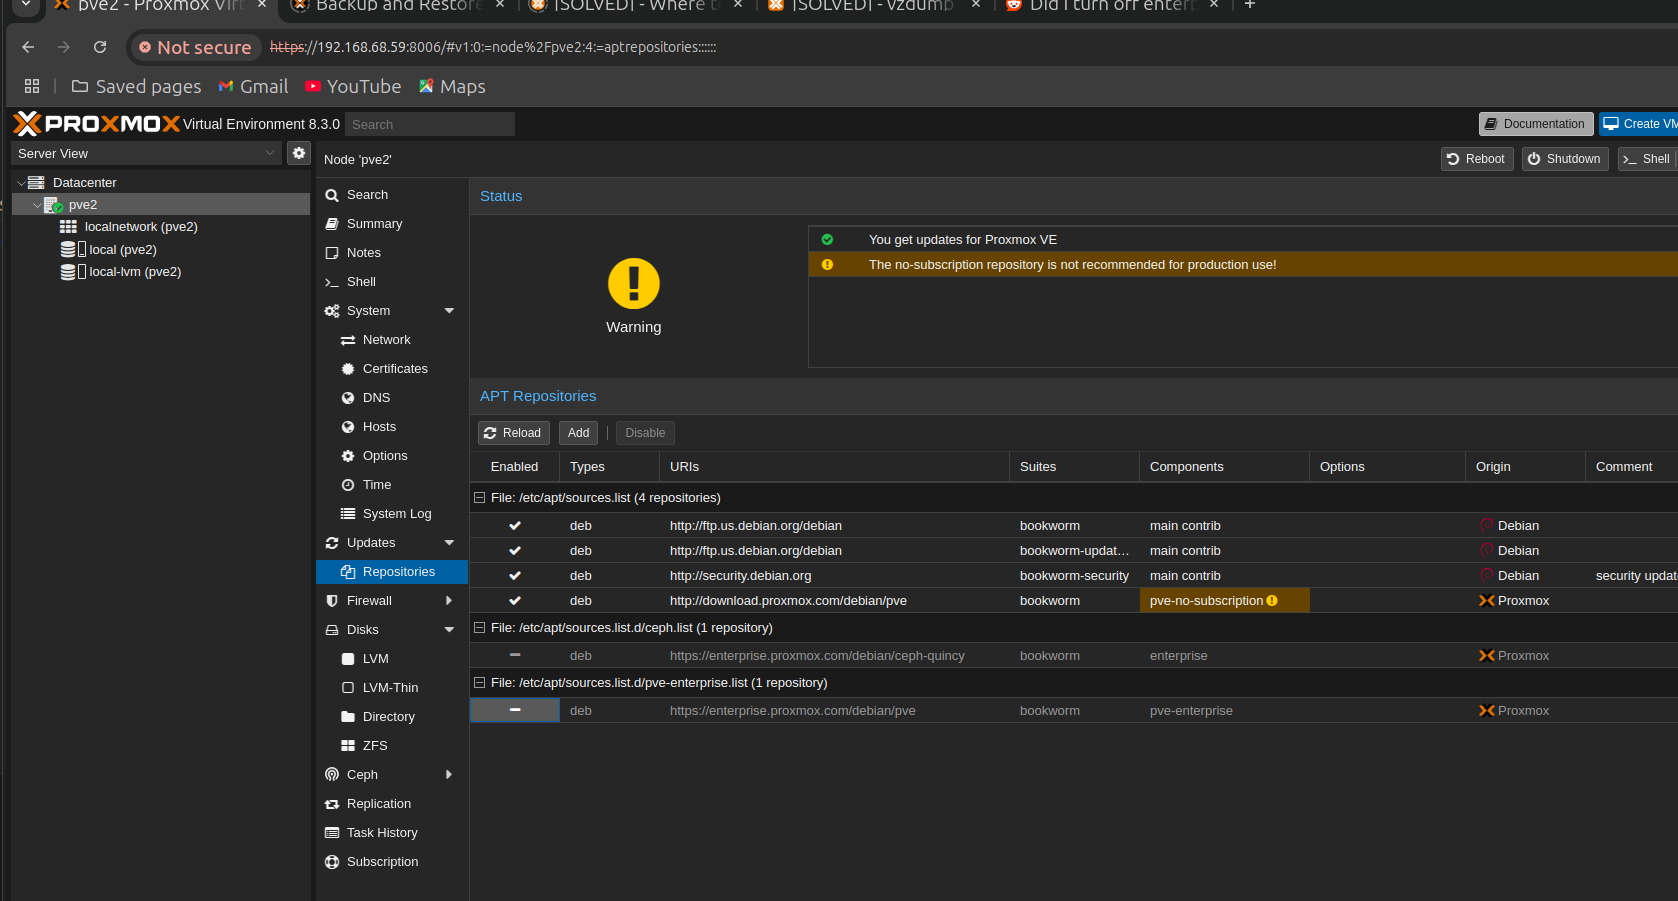 pve2 - Proxmox Virt
Backup and Restore
[SOLVED] - Where t
[SOLVED] - vzdump
Did I turn off enterp
Not secure https://192.168.68.59:8006/#v1:0:=node%2Fpve2:4:=aptrepositories::::::
Saved pages Gmail YouTube Maps
PROXMOX Virtual Environment 8.3.0 Search Documentation Create VM
Server View Node 'pve2' Reboot Shutdown Shell
Datacenter
pve2
localnetwork (pve2)
local (pve2)
local-lvm (pve2)
Search
Summary
Notes
Shell
System
Network
Certificates
DNS
Hosts
Options
Time
System Log
Updates
Repositories
Firewall
Disks
LVM
LVM-Thin
Directory
ZFS
Ceph
Replication
Task History
Subscription
Status
Warning
You get updates for Proxmox VE
The no-subscription repository is not recommended for production use!
APT Repositories
Reload Add Disable
Enabled Types URIs Suites Components Options Origin Comment
File: /etc/apt/sources.list (4 repositories)
deb http://ftp.us.debian.org/debian bookworm main contrib Debian
deb http://ftp.us.debian.org/debian bookworm-updat… main contrib Debian
deb http://security.debian.org bookworm-security main contrib Debian security updat
deb http://download.proxmox.com/debian/pve bookworm pve-no-subscription Proxmox
File: /etc/apt/sources.list.d/ceph.list (1 repository)
deb https://enterprise.proxmox.com/debian/ceph-quincy bookworm enterprise Proxmox
File: /etc/apt/sources.list.d/pve-enterprise.list (1 repository)
deb https://enterprise.proxmox.com/debian/pve bookworm pve-enterprise Proxmox